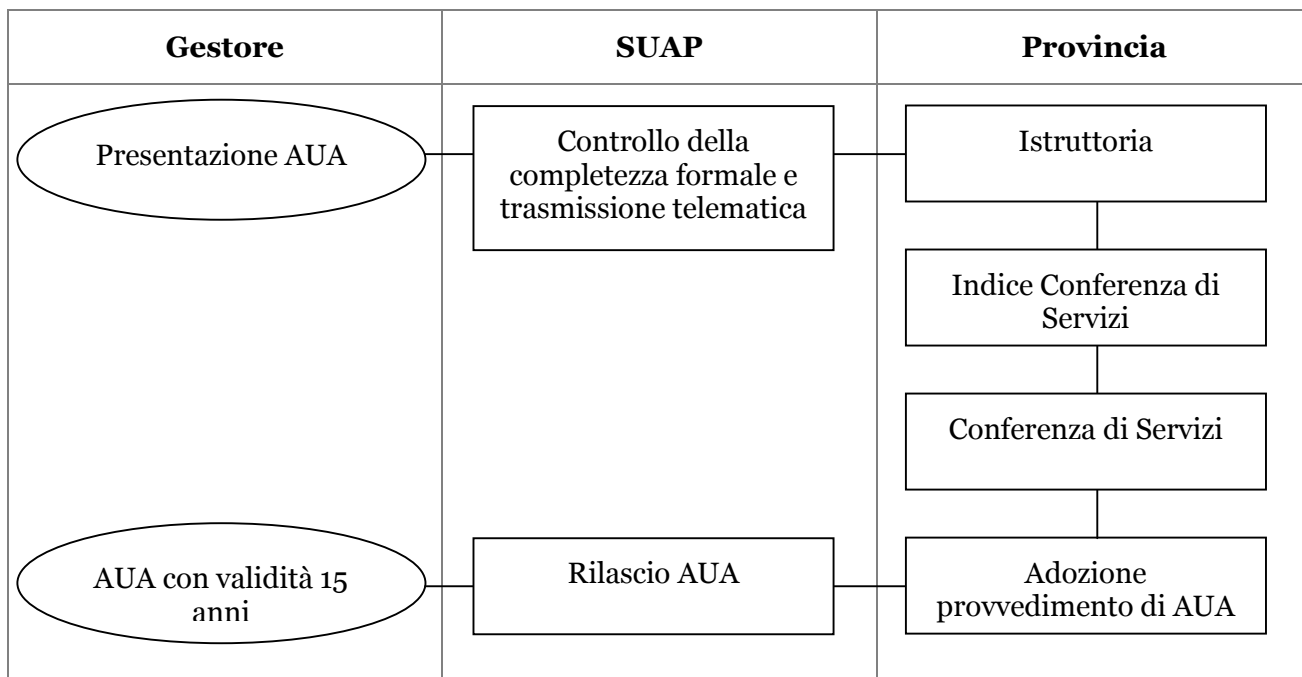 Gestore
SUAP
Provincia
Presentazione AUA
Controllo della
completezza formale e
trasmissione telematica
Istruttoria
Indice Conferenza di
Servizi
Conferenza di Servizi
AUA con validità 15
anni
Rilascio AUA
Adozione
provvedimento di AUA